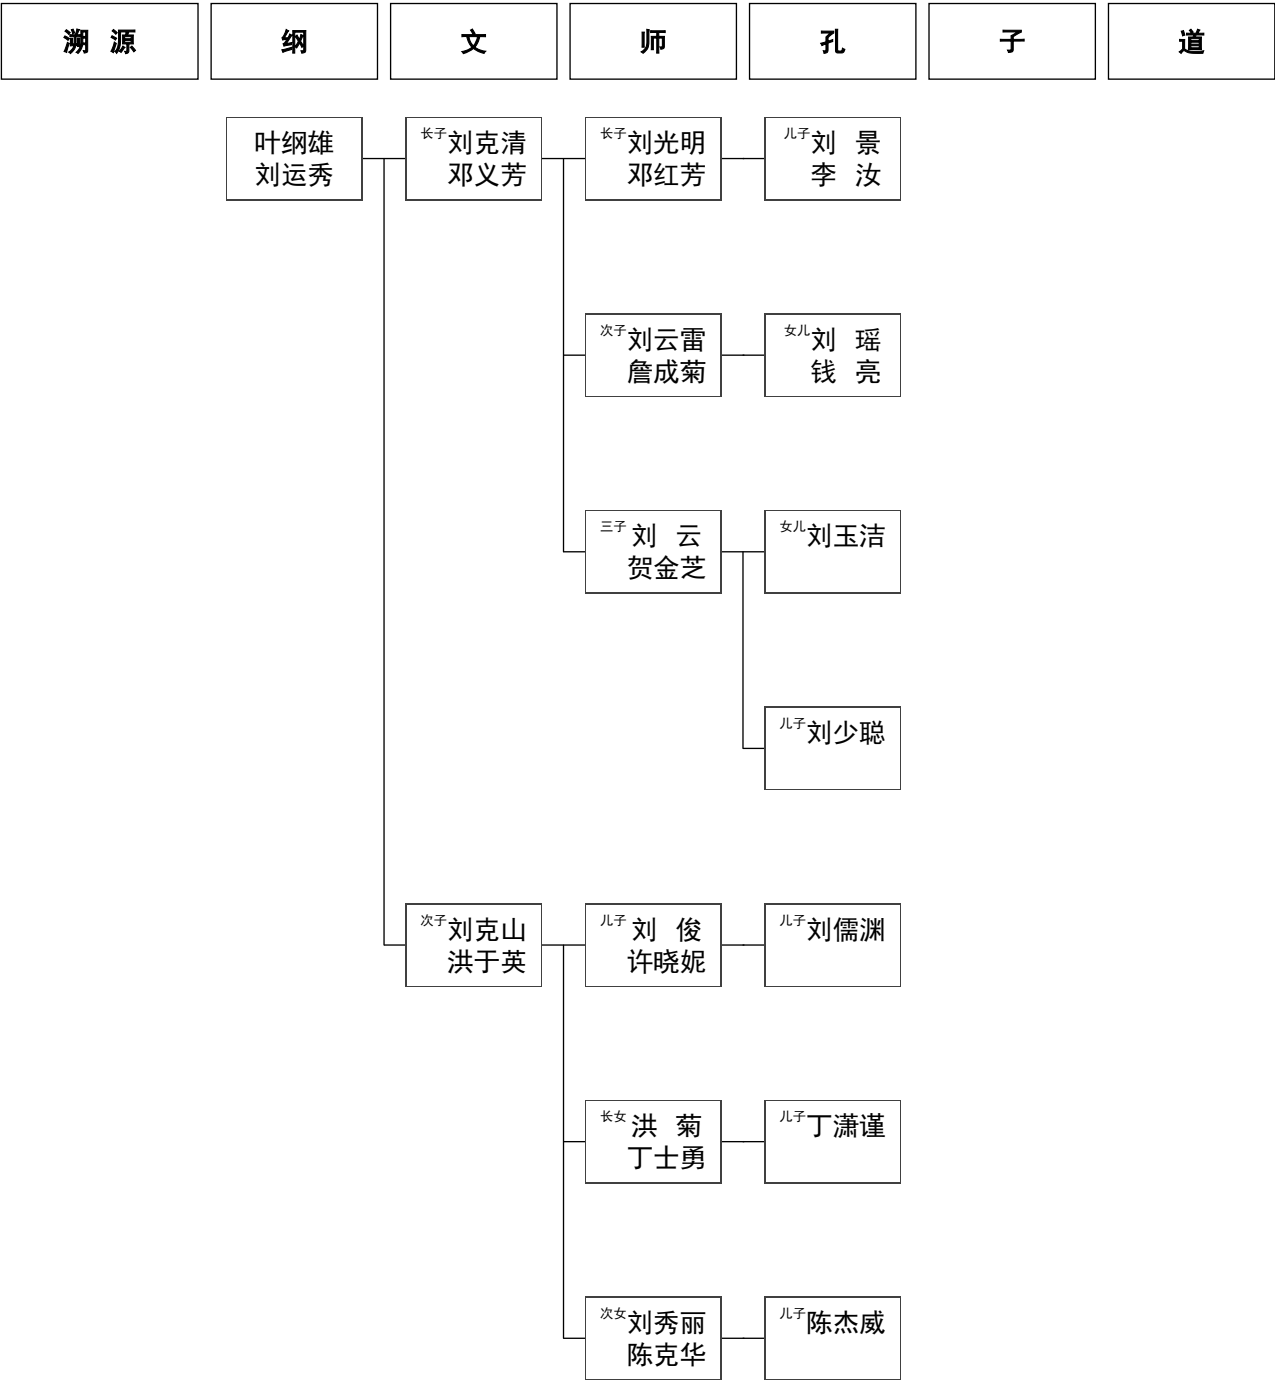 溯 源 纲 文 师 孔 子 道
叶纲雄
刘运秀
长子刘克清
邓义芳
长子刘光明
邓红芳
儿子刘 景
李 汝
次子刘云雷
詹成菊
女儿刘 瑶
钱 亮
三子刘 云
贺金芝
女儿刘玉洁
儿子刘少聪
次子刘克山
洪于英
儿子刘 俊
许晓妮
儿子刘儒渊
长女洪 菊
丁士勇
儿子丁潇谨
次女刘秀丽
陈克华
儿子陈杰威